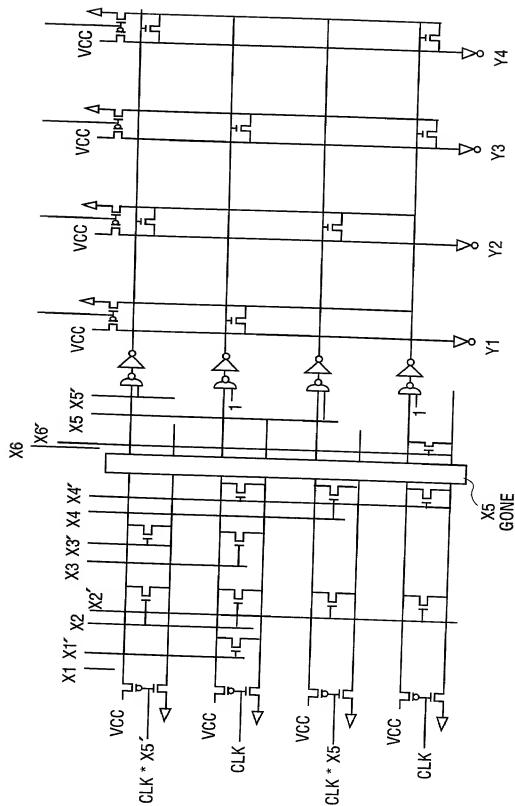 VCC
VCC
VCC
VCC
X6
X6′
X5 X5′
X4 X4′
X3 X3′
X2 X2′
X1 X1′
1
1
VCC
VCC
VCC
VCC
CLK * X5′
CLK
CLK * X5
CLK
Y1
Y2
Y3
Y4
X5
GONE